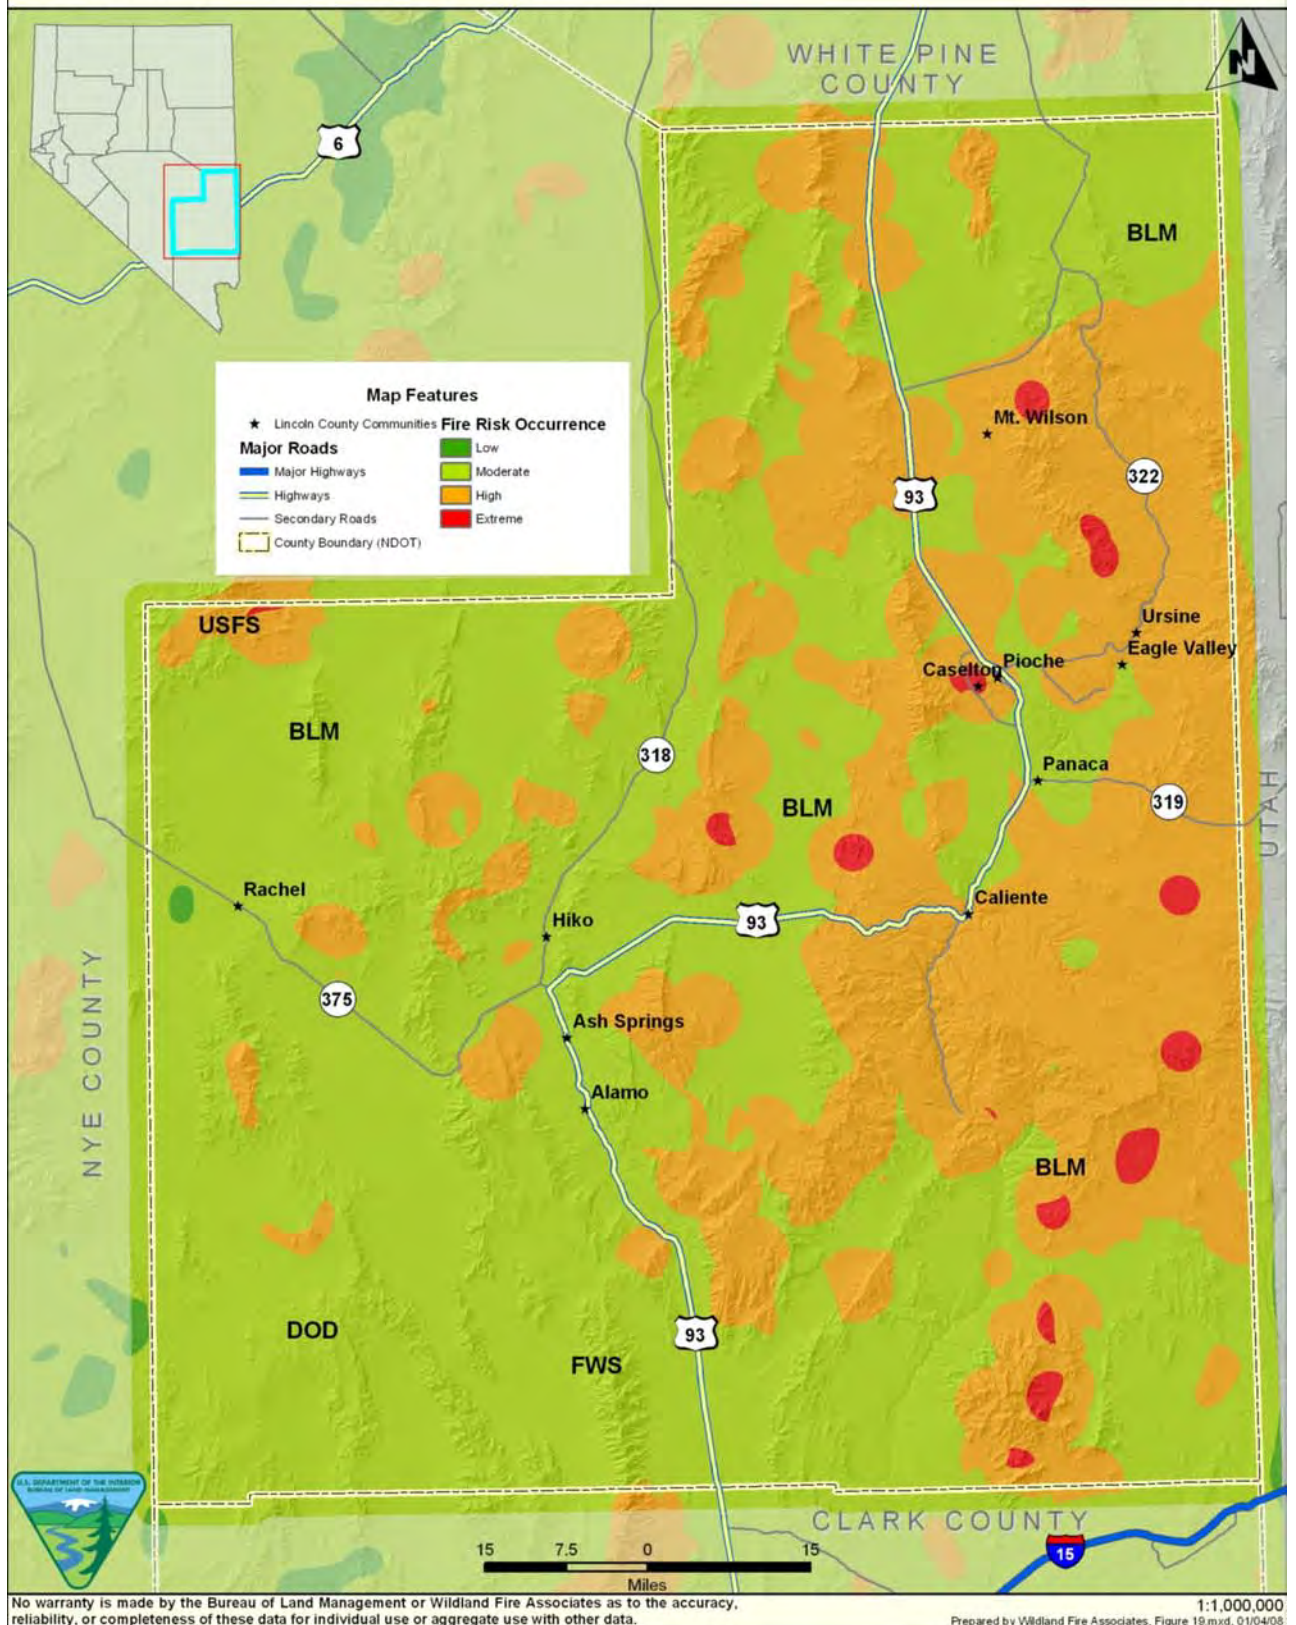 WHITE PINE
COUNTY
N
6
BLM
Map Features
Lincoln County Communities
Major Roads
Major Highways
Highways
Secondary Roads
County Boundary (NDOT)
Fire Risk Occurrence
Low
Moderate
High
Extreme
Mt. Wilson
322
93
USFS
Ursine
Eagle Valley
Pioche
Caselton
BLM
318
Panaca
BLM
319
UTAH
Rachel
Caliente
Hiko
93
NYE COUNTY
375
Ash Springs
Alamo
BLM
DOD
93
FWS
U.S. DEPARTMENT OF THE INTERIOR
BUREAU OF LAND MANAGEMENT
CLARK COUNTY
15
15 7.5 0 15
Miles
No warranty is made by the Bureau of Land Management or Wildland Fire Associates as to the accuracy,
reliability, or completeness of these data for individual use or aggregate use with other data.
1:1,000,000
Prepared by Wildland Fire Associates, Figure 19.mxd, 01/04/08